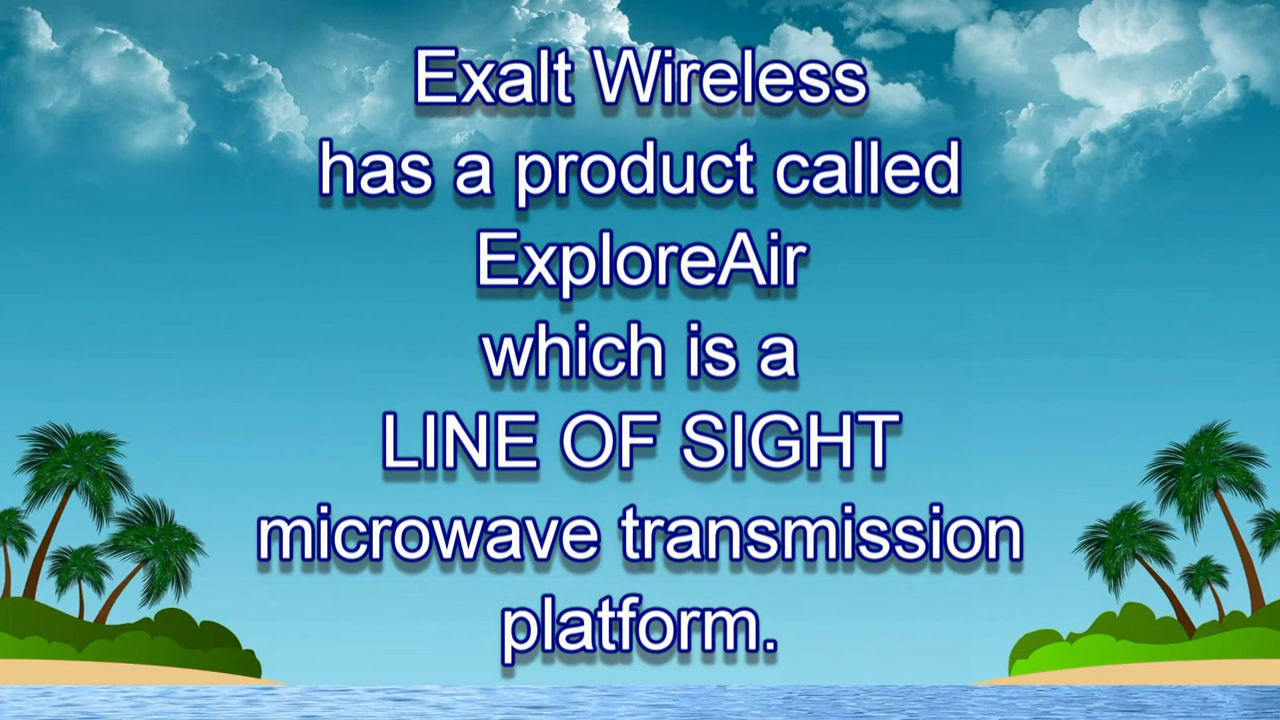 Exalt Wireless
has a product called
ExploreAir
which is a
LINE OF SIGHT
microwave transmission
platform.